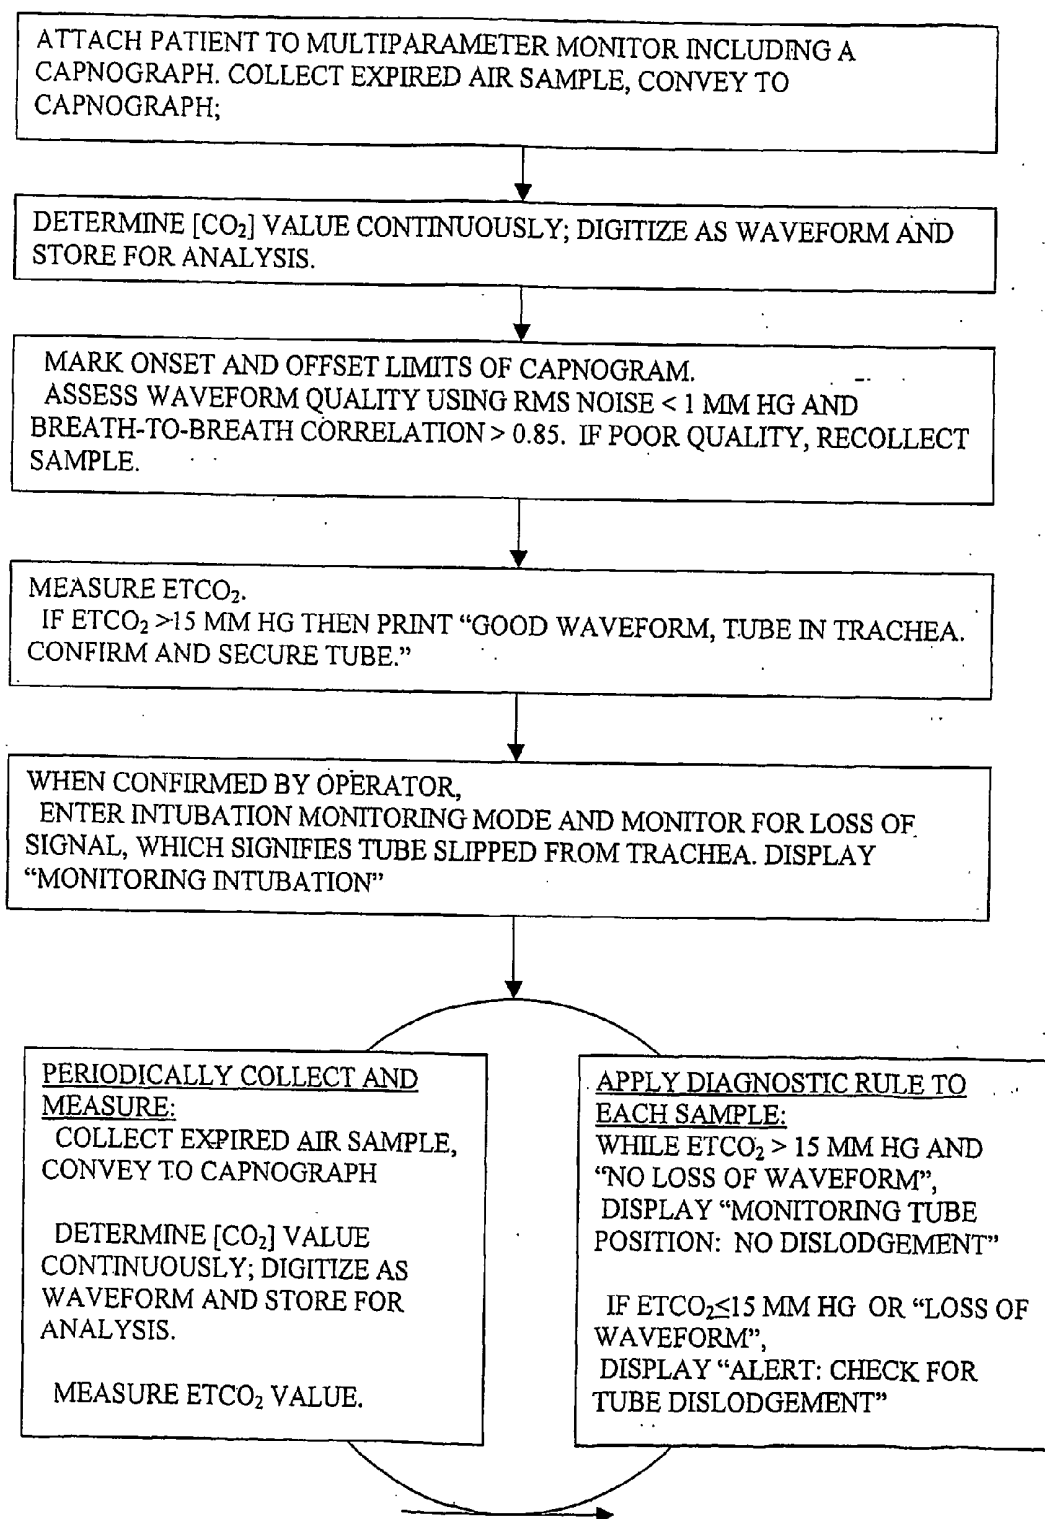 ATTACH PATIENT TO MULTIPARAMETER MONITOR INCLUDING A
CAPNOGRAPH. COLLECT EXPIRED AIR SAMPLE, CONVEY TO
CAPNOGRAPH;
DETERMINE [CO₂] VALUE CONTINUOUSLY; DIGITIZE AS WAVEFORM AND
STORE FOR ANALYSIS.
MARK ONSET AND OFFSET LIMITS OF CAPNOGRAM.
ASSESS WAVEFORM QUALITY USING RMS NOISE < 1 MM HG AND
BREATH-TO-BREATH CORRELATION > 0.85. IF POOR QUALITY, RECOLLECT
SAMPLE.
MEASURE ETCO₂.
IF ETCO₂ >15 MM HG THEN PRINT “GOOD WAVEFORM, TUBE IN TRACHEA.
CONFIRM AND SECURE TUBE.”
WHEN CONFIRMED BY OPERATOR,
ENTER INTUBATION MONITORING MODE AND MONITOR FOR LOSS OF
SIGNAL, WHICH SIGNIFIES TUBE SLIPPED FROM TRACHEA. DISPLAY
“MONITORING INTUBATION”
PERIODICALLY COLLECT AND
MEASURE:
COLLECT EXPIRED AIR SAMPLE,
CONVEY TO CAPNOGRAPH
DETERMINE [CO₂] VALUE
CONTINUOUSLY; DIGITIZE AS
WAVEFORM AND STORE FOR
ANALYSIS.
MEASURE ETCO₂ VALUE.
APPLY DIAGNOSTIC RULE TO
EACH SAMPLE:
WHILE ETCO₂ > 15 MM HG AND
“NO LOSS OF WAVEFORM”,
DISPLAY “MONITORING TUBE
POSITION: NO DISLODGEMENT”
IF ETCO₂≤15 MM HG OR “LOSS OF
WAVEFORM”,
DISPLAY “ALERT: CHECK FOR
TUBE DISLODGEMENT”